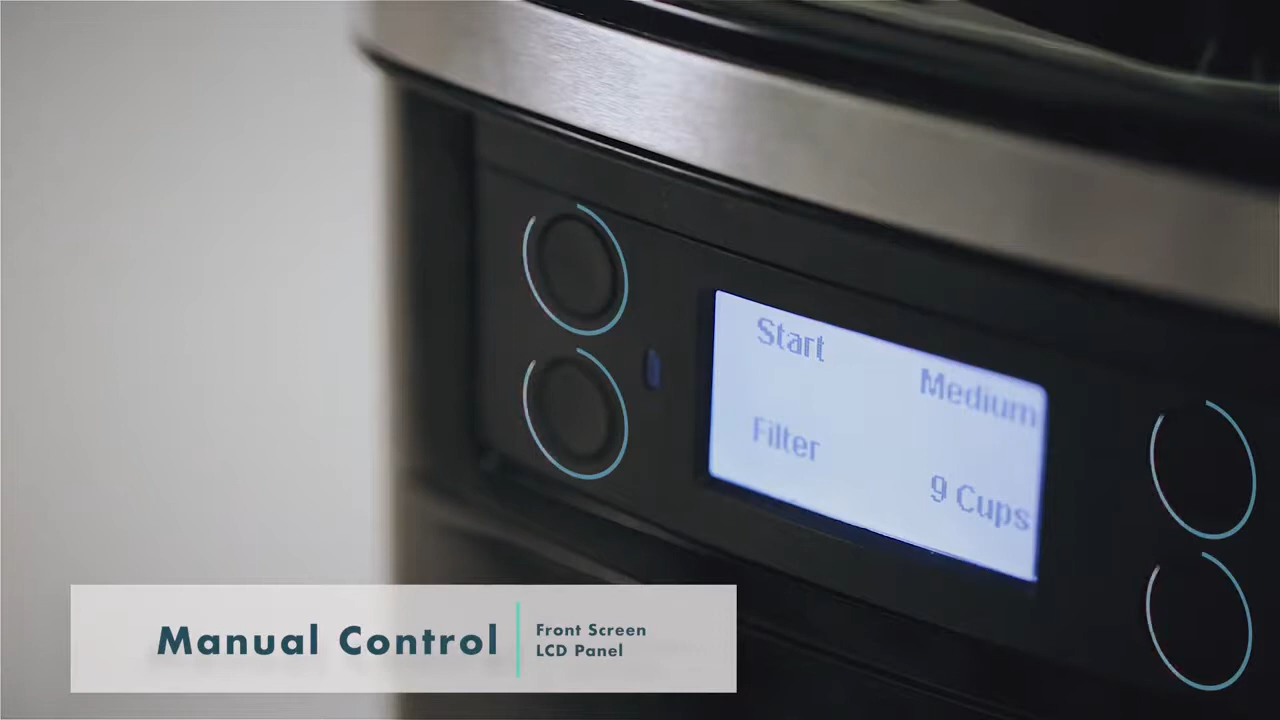 Start
Medium
Filter
9 Cups
Manual Control
Front Screen
LCD Panel